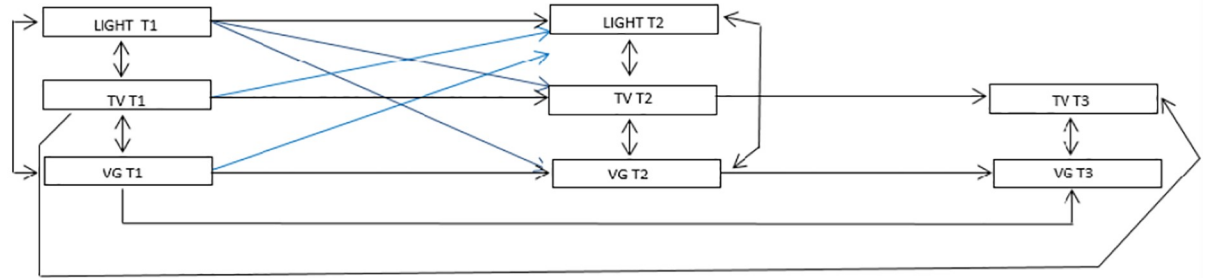 LIGHT T1
LIGHT T2
TV T1
TV T2
TV T3
VG T1
VG T2
VG T3